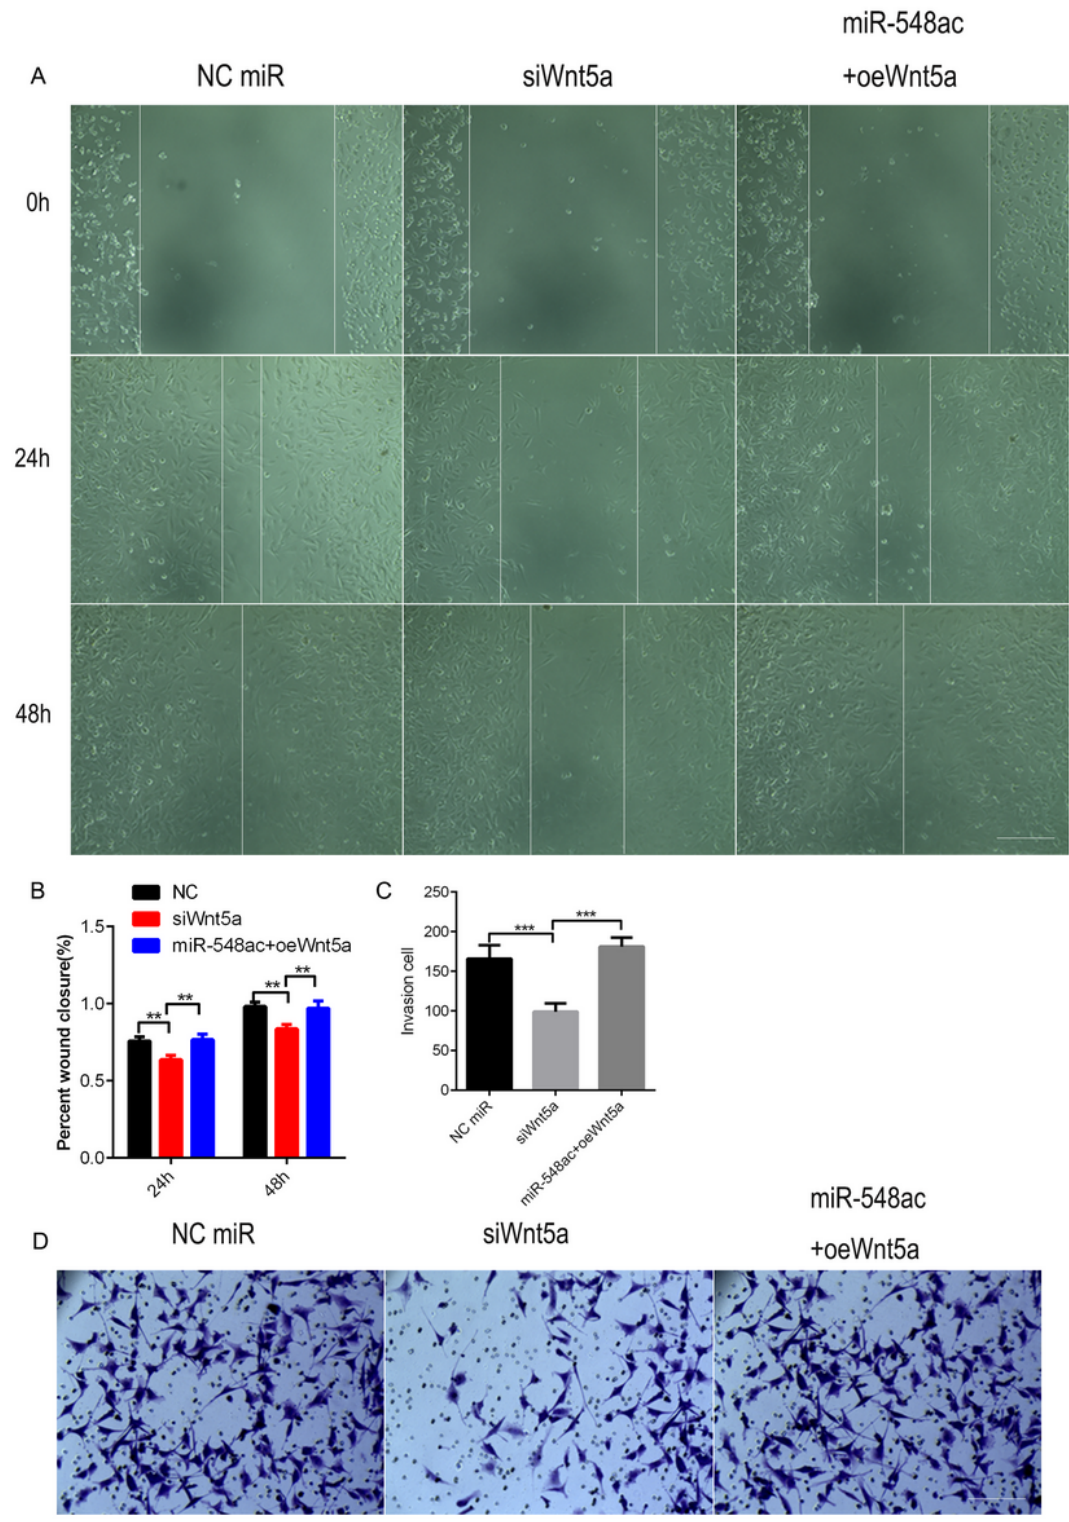 miR-548ac
A
NC miR
siWnt5a
+oeWnt5a
0h
24h
48h
B
NC
siWnt5a
miR-548ac+oeWnt5a
Percent wound closure(%)
1.5
1.0
0.5
0.0
**
**
**
**
24h
48h
C
Invasion cell
250
200
150
100
50
0
***
***
NC miR
siWnt5a
miR-548ac+oeWnt5a
D
NC miR
siWnt5a
miR-548ac
+oeWnt5a